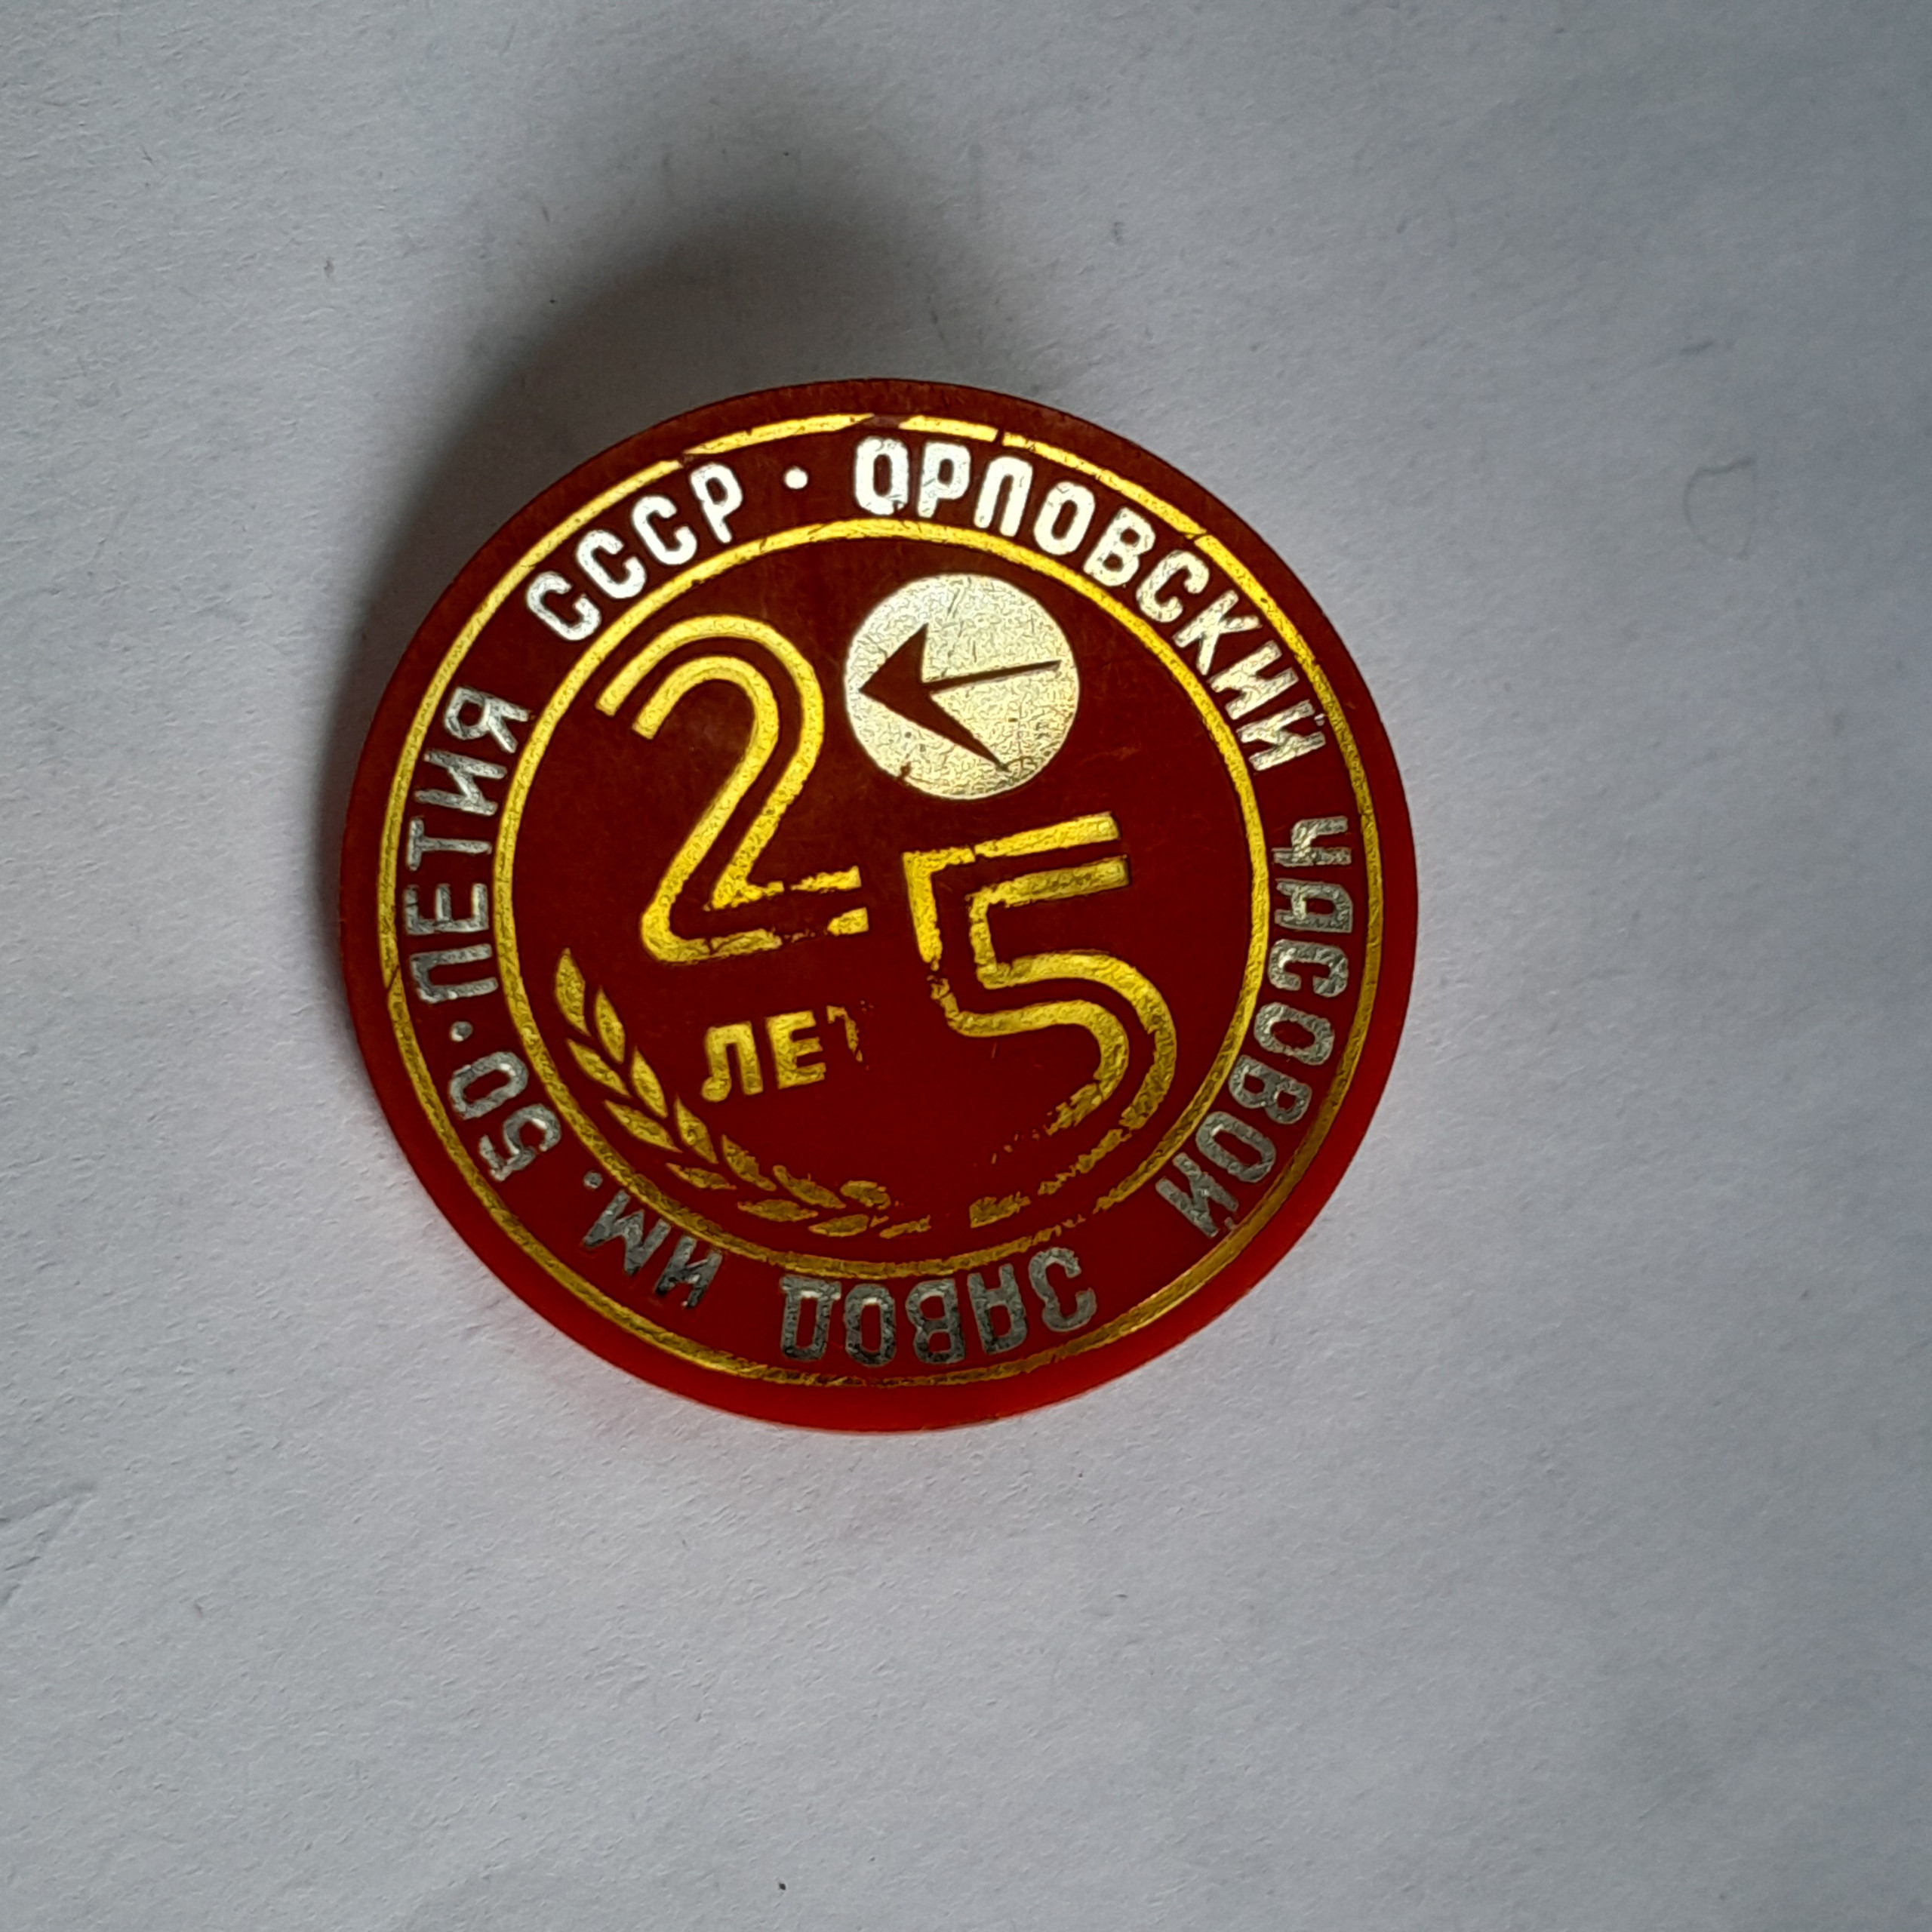 ОРЛОВСКИЙ ЧАСОВОЙ ЗАВОД ИМ. 50·ЛЕТИЯ СССР ·
25
ЛЕТ